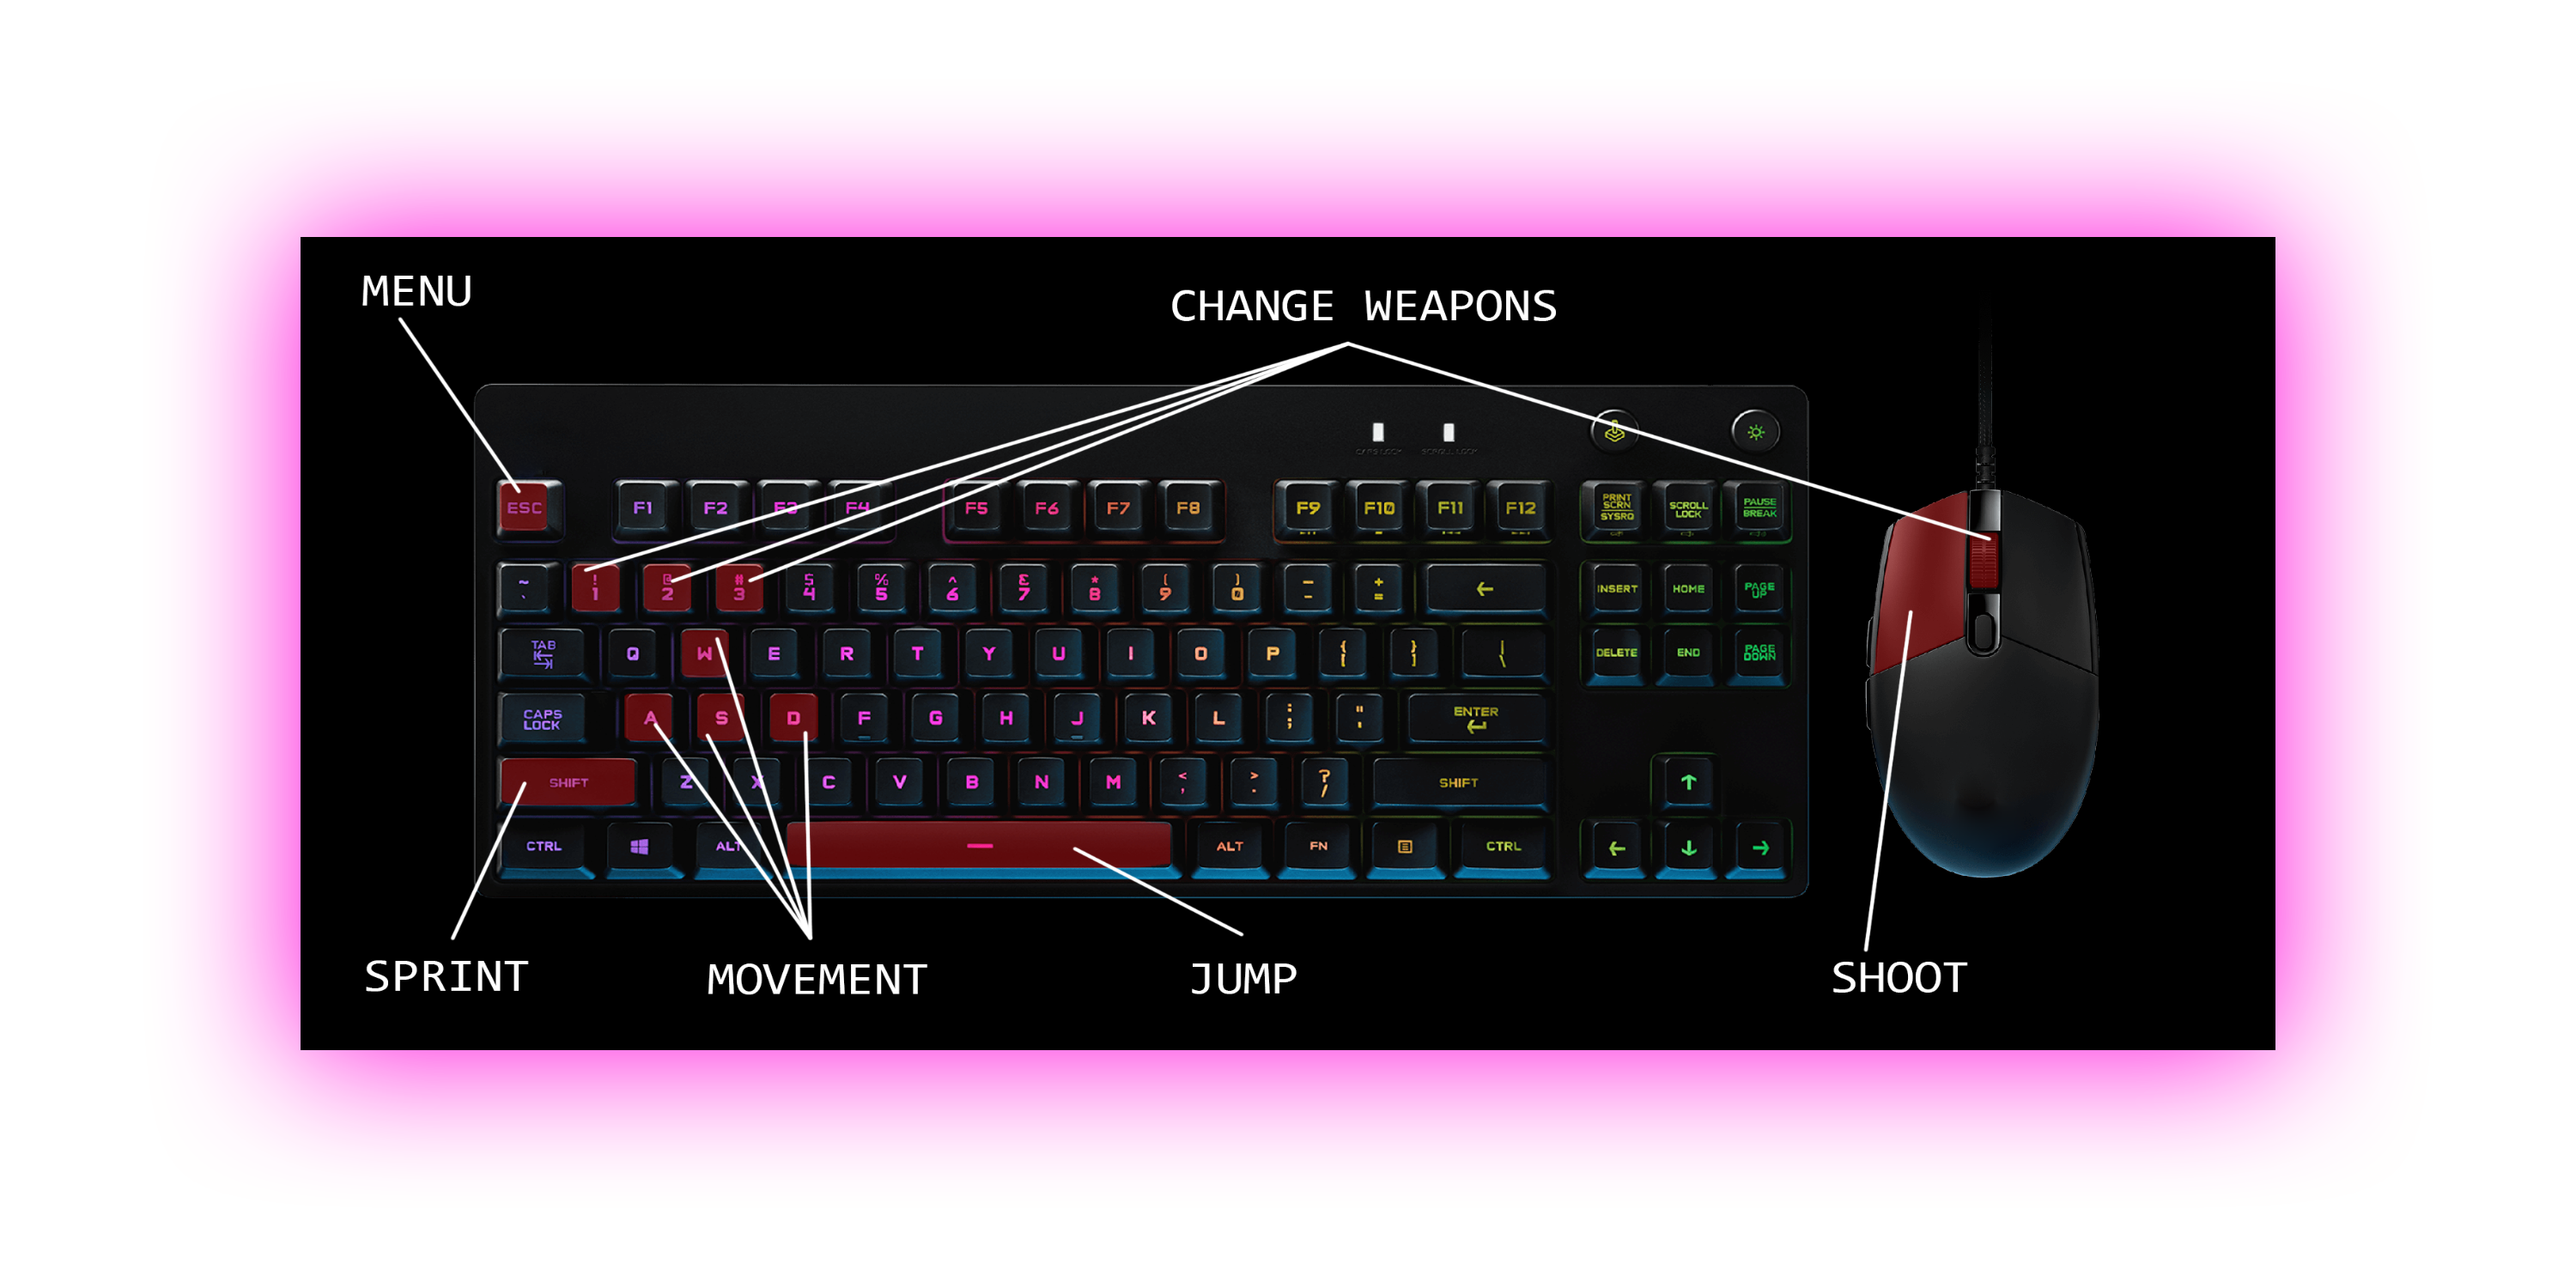 MENU
CHANGE WEAPONS
ESC F1 F2 F3 F4 F5 F6 F7 F8 F9 F10 F11 F12 PRINT SCRN SYSRQ SCROLL LOCK PAUSE BREAK
~ ` ! 1 @ 2 # 3 $ 4 % 5 ^ 6 & 7 * 8 ( 9 ) 0 - - + = ← INSERT HOME PAGE UP
TAB Q W E R T Y U I O P { [ } ] | \ DELETE END PAGE DOWN
CAPS LOCK A S D F G H J K L : ; " ' ENTER
SHIFT Z X C V B N M < , > . ? / SHIFT ↑
CTRL ALT ALT FN CTRL ← ↓ →
SPRINT
MOVEMENT
JUMP
SHOOT